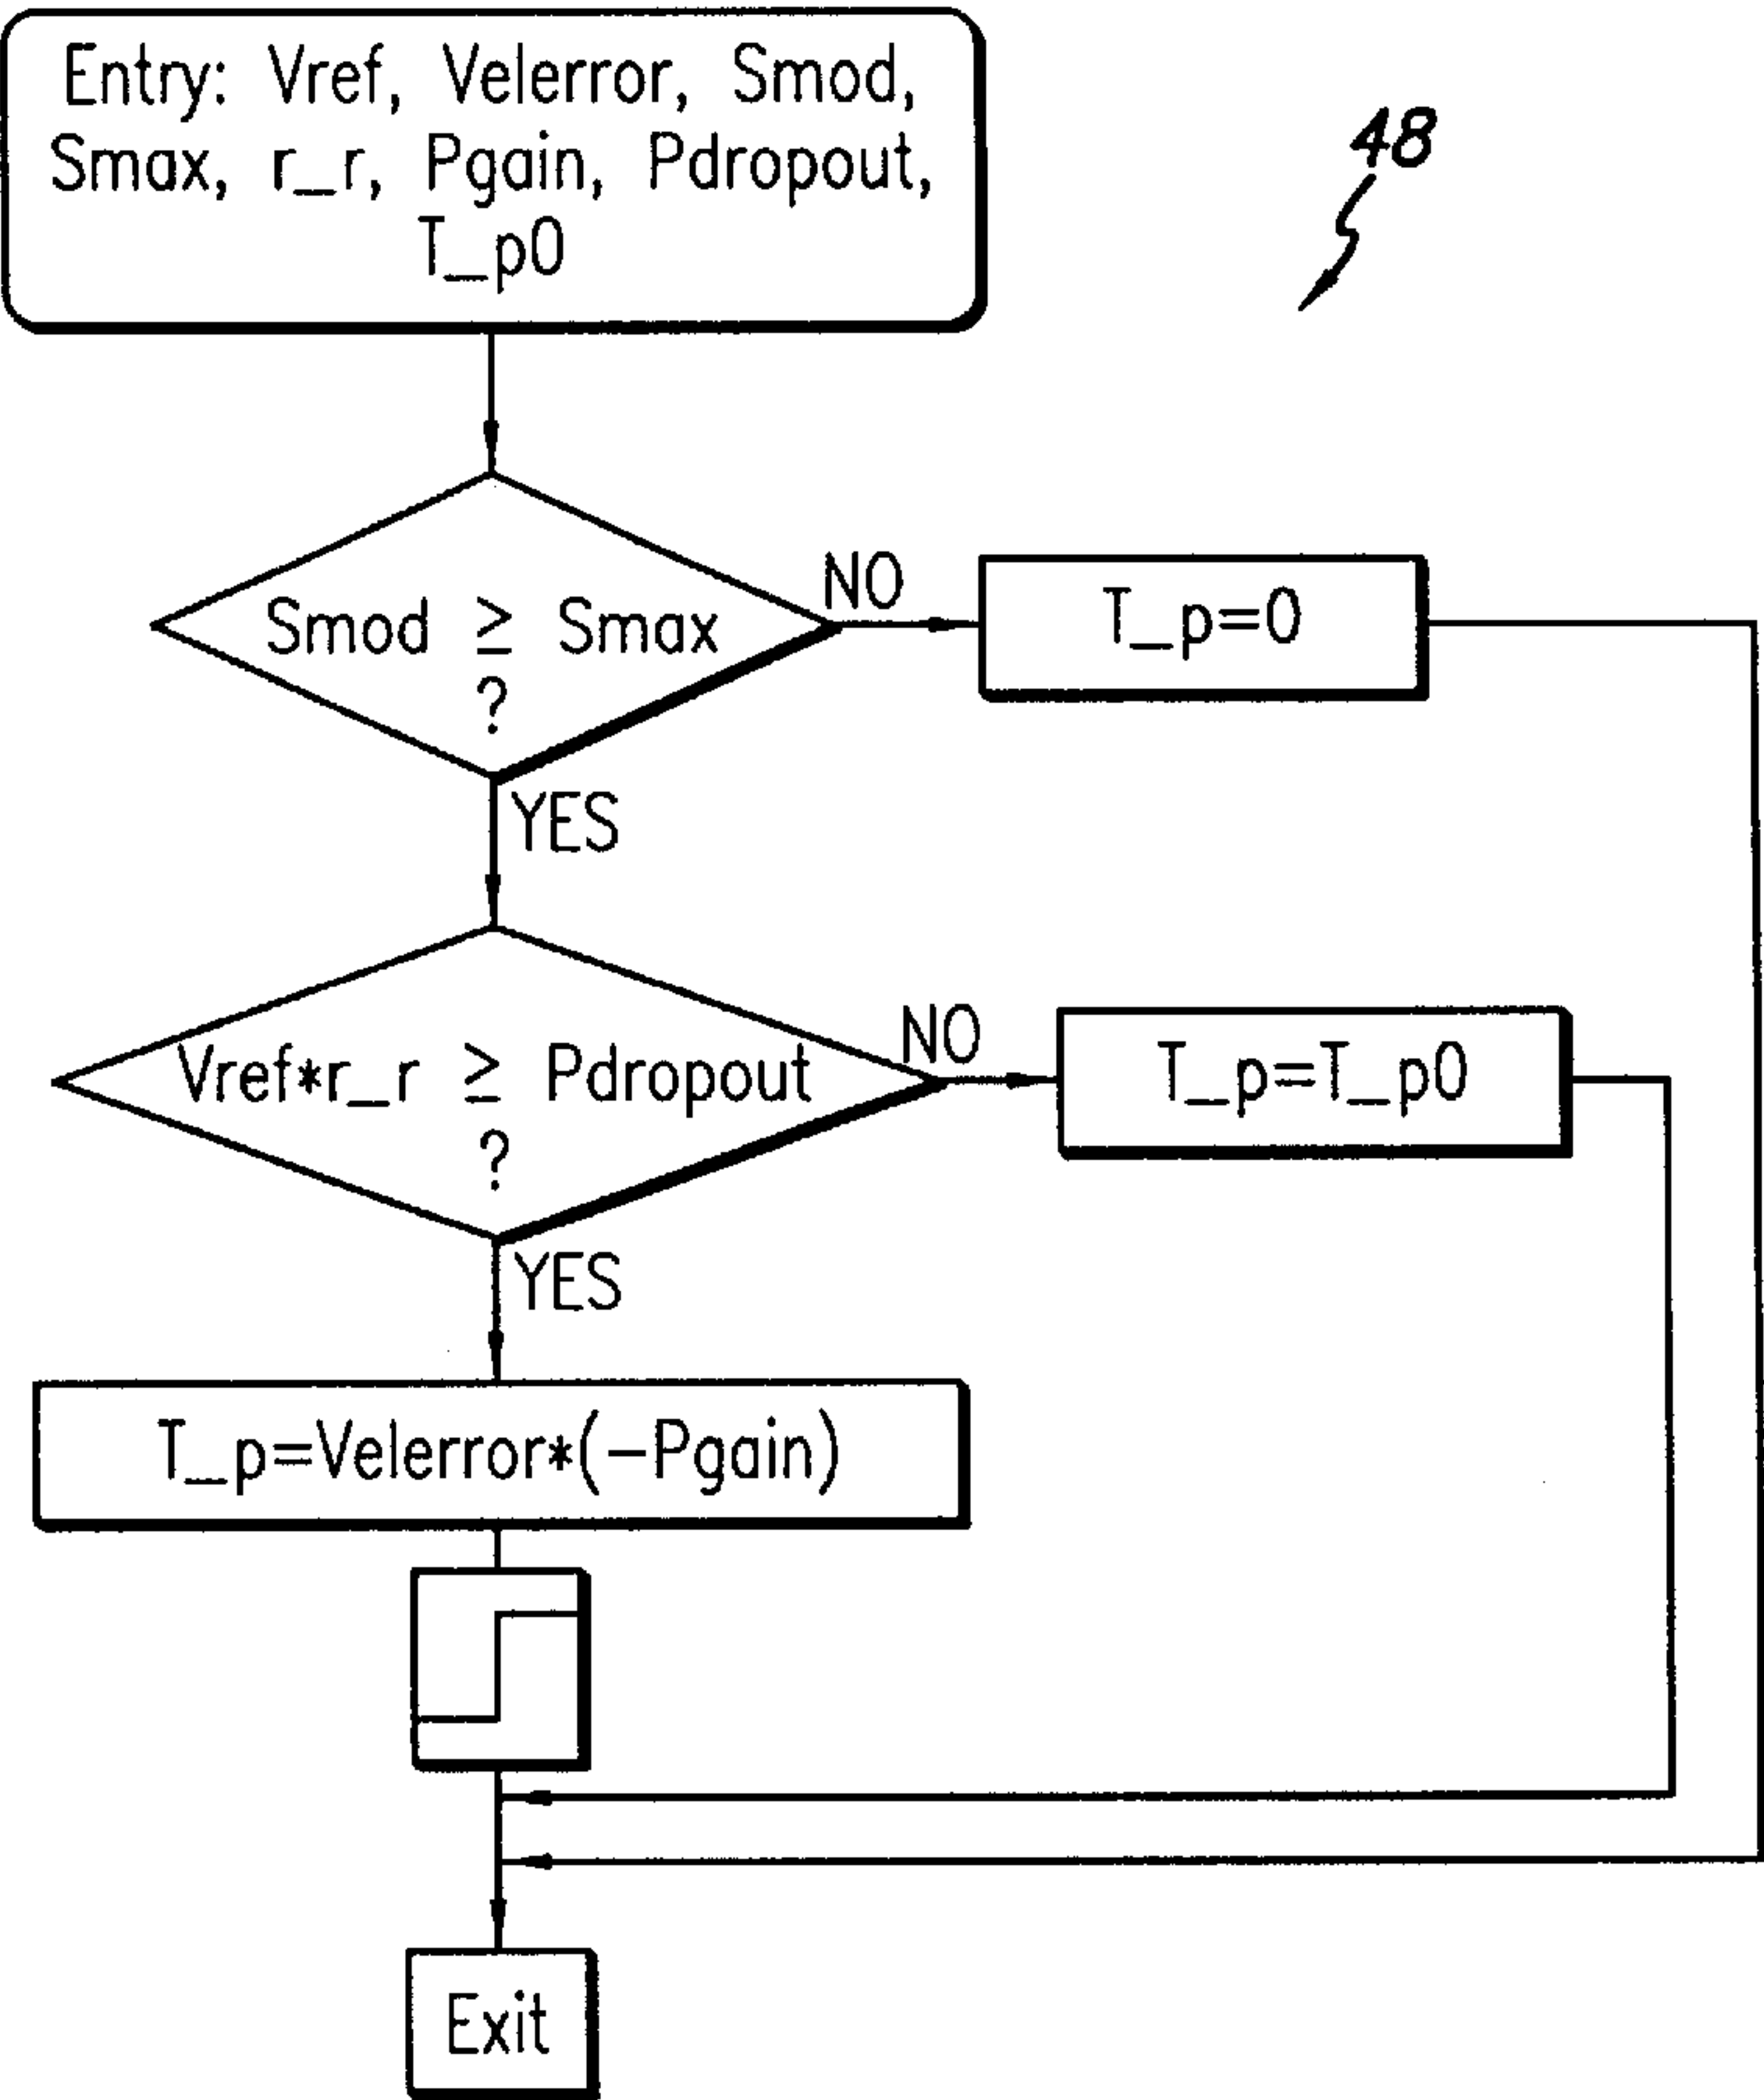 Entry: Vref, Velerror, Smod,
Smax, r_r, Pgain, Pdropout,
T_p0
48
Smod ≥ Smax
?
NO
T_p=0
YES
Vref*r_r ≥ Pdropout
?
NO
T_p=T_p0
YES
T_p=Velerror*(-Pgain)
Exit